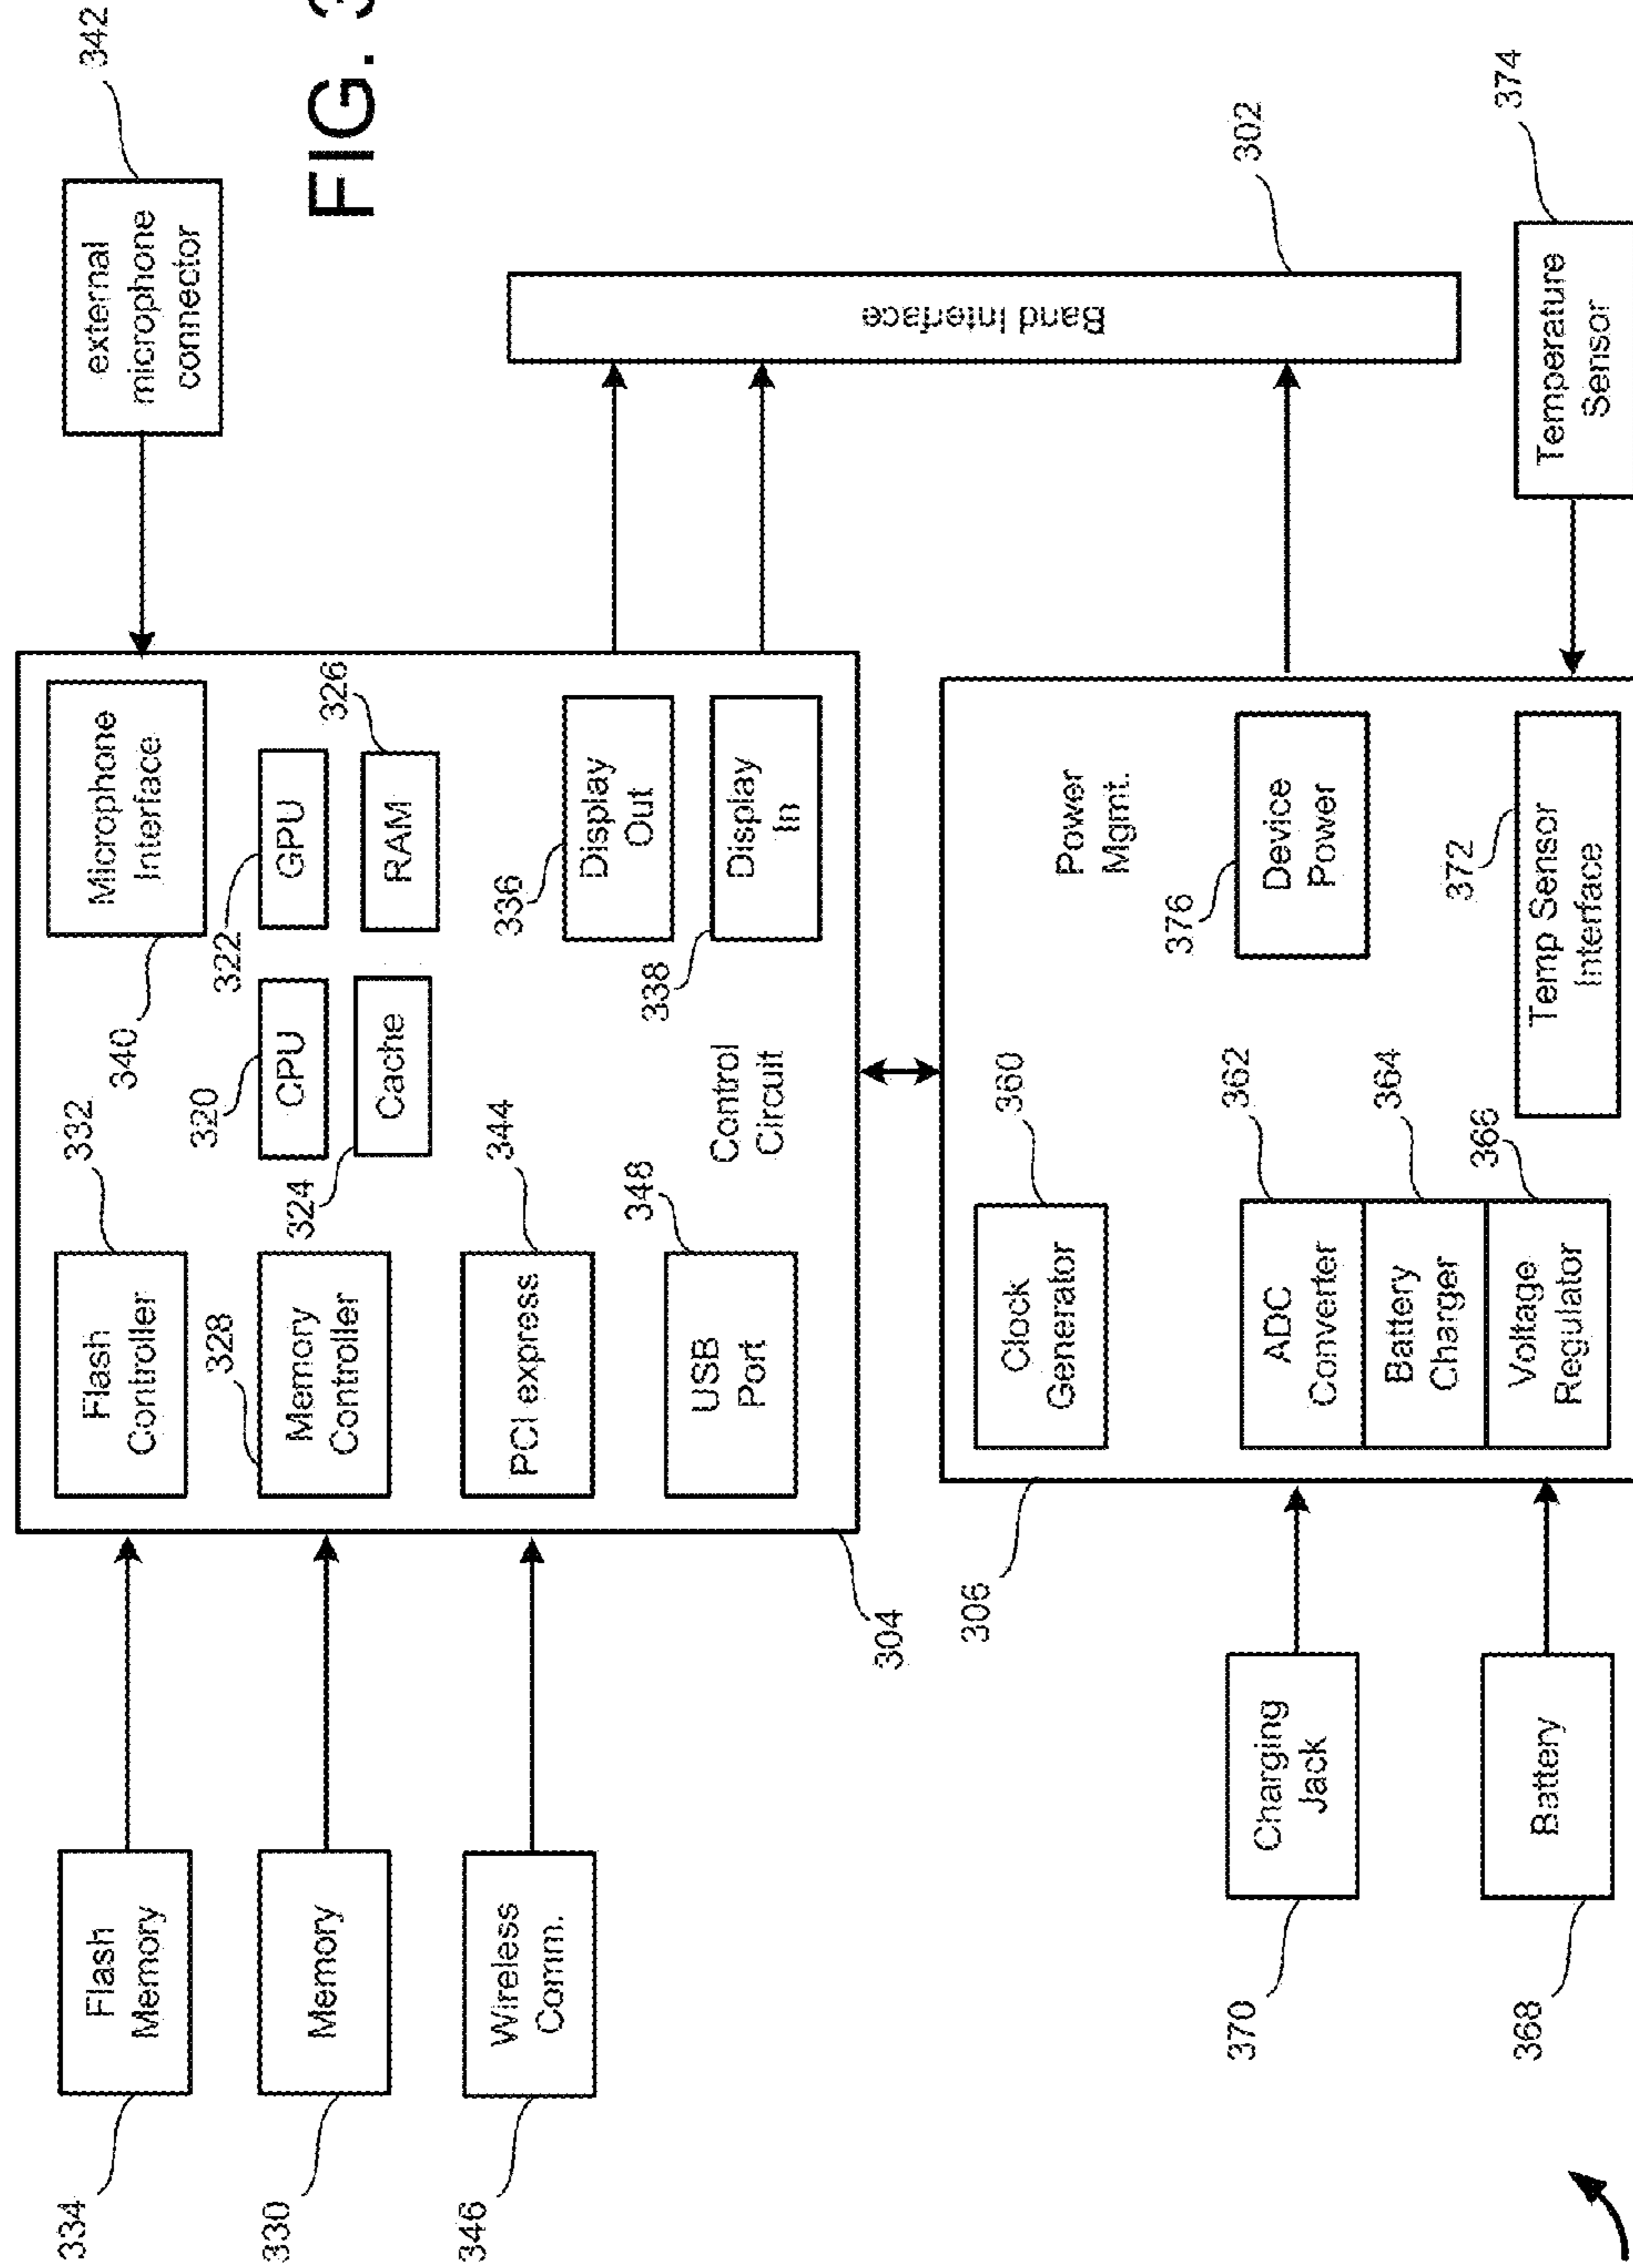 FIG. 3
334
Flash
Memory
330
Memory
346
Wireless
Comm.
304
Flash
Controller
332
328
Memory
Controller
PCI express
344
348
USB
Port
320
CPU
324
Cache
340
Microphone
Interface
322
GPU
326
RAM
336
Display
Out
338
Display
In
Control
Circuit
external
microphone
connector
342
Band Interface
302
370
Charging
Jack
368
Battery
306
Clock
Generator
360
ADC
Converter
362
Battery
Charger
364
Voltage
Regulator
366
Power
Mgmt.
376
Device
Power
372
Temp Sensor
Interface
Temperature
Sensor
374